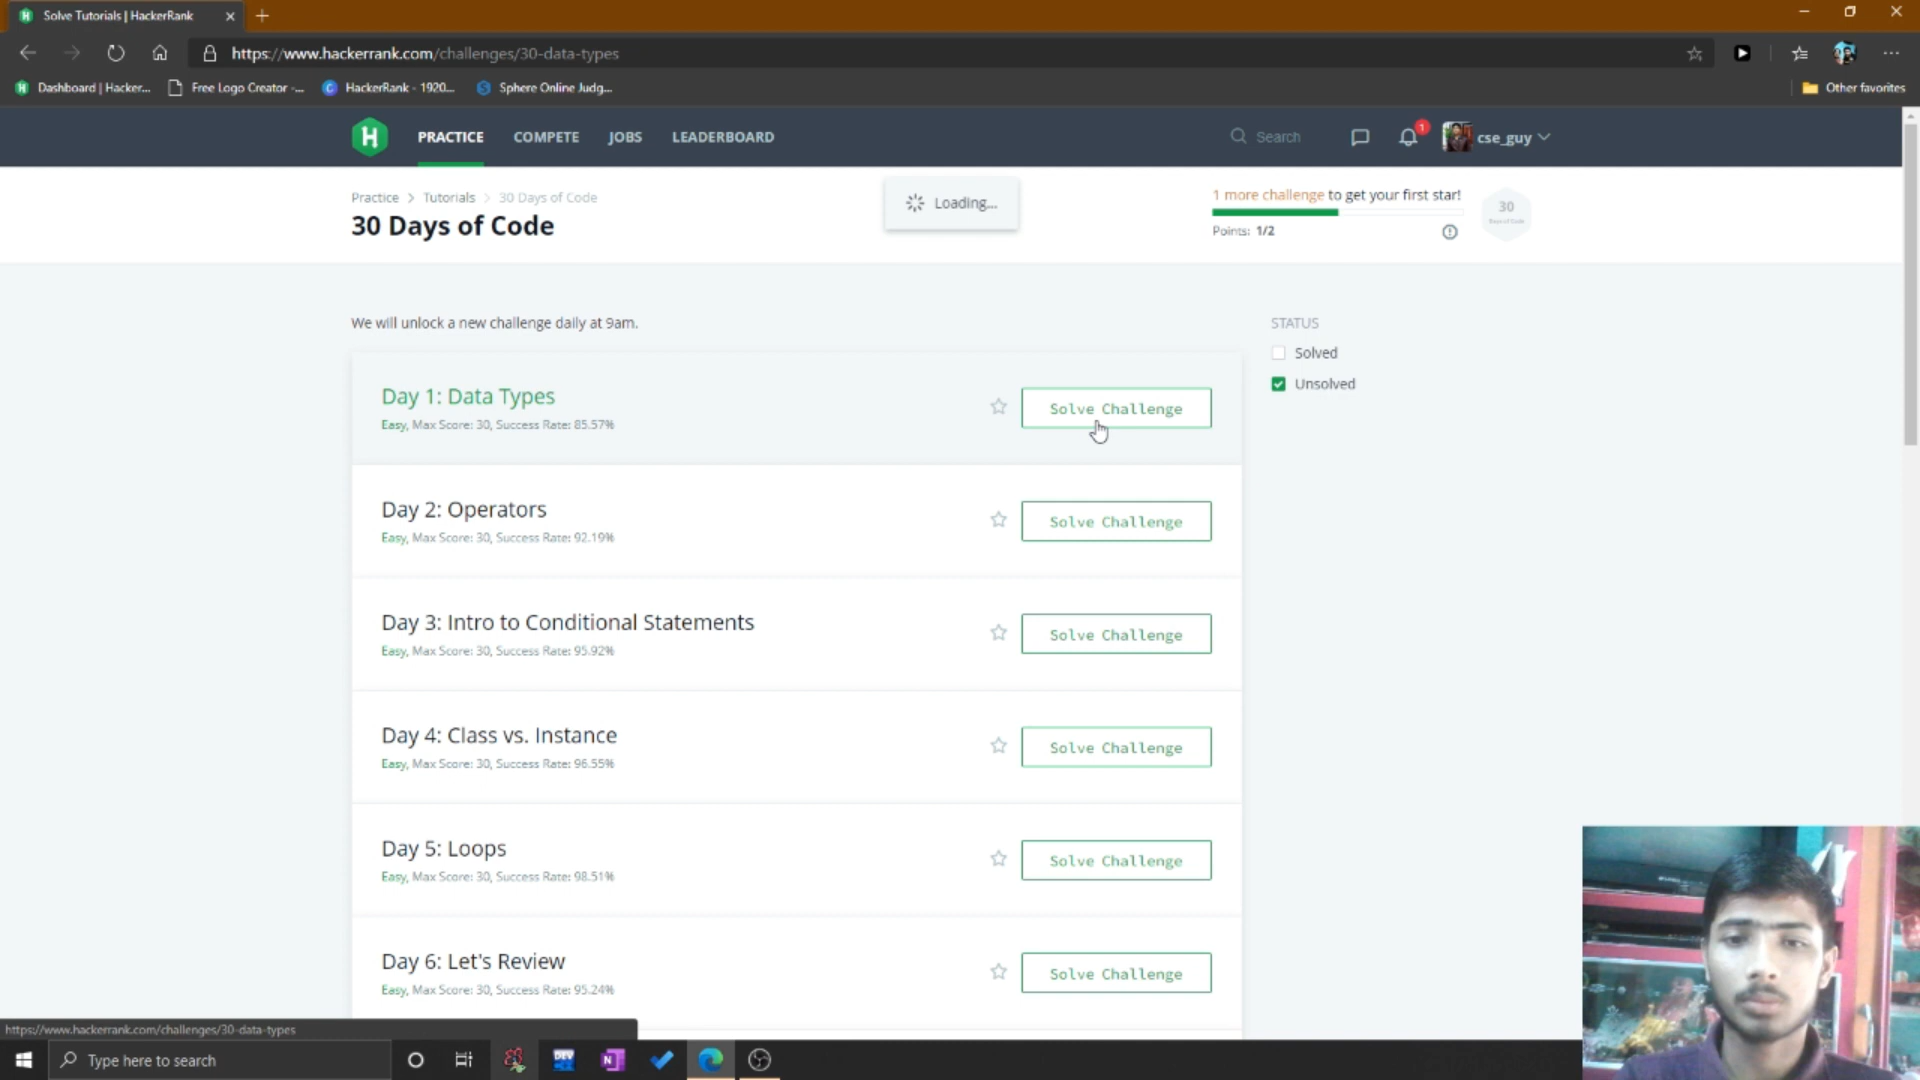 Solve Tutorials | HackerRank
https://www.hackerrank.com/challenges/30-data-types
Dashboard | Hacker...
Free Logo Creator -...
HackerRank - 1920...
Sphere Online Judg...
Other favorites
H
PRACTICE
COMPETE
JOBS
LEADERBOARD
Search
1
cse_guy
Practice > Tutorials > 30 Days of Code
30 Days of Code
Loading...
1 more challenge to get your first star!
Points: 1/2
30
Days of Code
We will unlock a new challenge daily at 9am.
STATUS
Solved
Unsolved
Day 1: Data Types
Easy, Max Score: 30, Success Rate: 85.57%
Solve Challenge
Day 2: Operators
Easy, Max Score: 30, Success Rate: 92.19%
Solve Challenge
Day 3: Intro to Conditional Statements
Easy, Max Score: 30, Success Rate: 95.92%
Solve Challenge
Day 4: Class vs. Instance
Easy, Max Score: 30, Success Rate: 96.55%
Solve Challenge
Day 5: Loops
Easy, Max Score: 30, Success Rate: 98.51%
Solve Challenge
Day 6: Let's Review
Easy, Max Score: 30, Success Rate: 95.24%
Solve Challenge
https://www.hackerrank.com/challenges/30-data-types
Type here to search
DEV
N